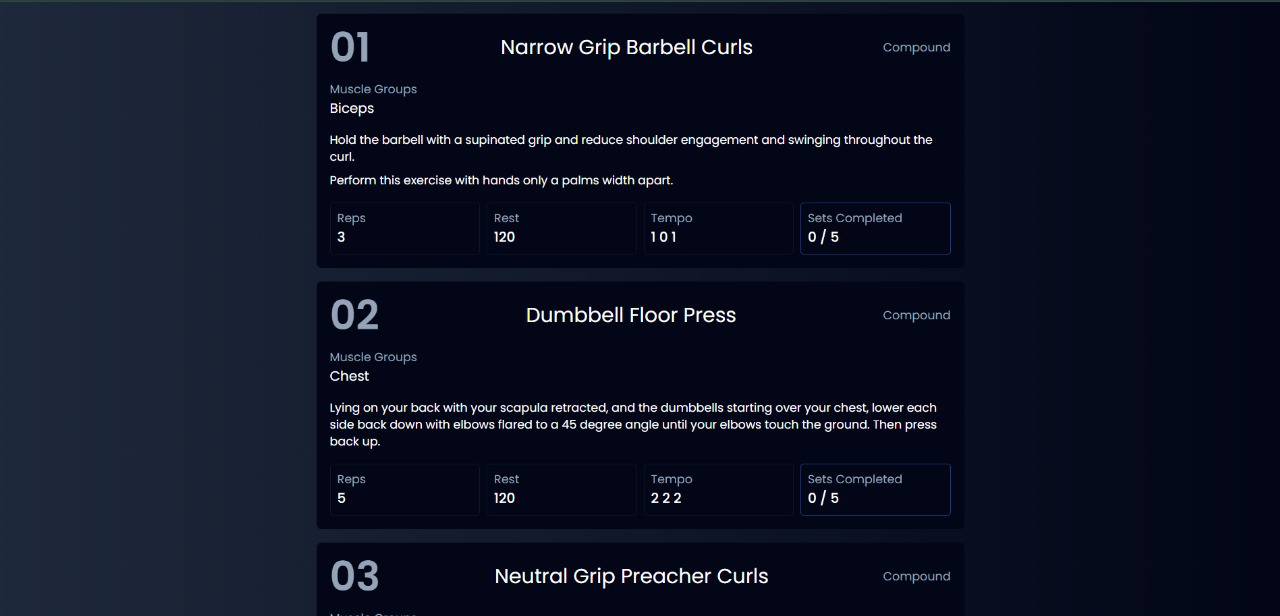 01
Narrow Grip Barbell Curls
Compound
Muscle Groups
Biceps
Hold the barbell with a supinated grip and reduce shoulder engagement and swinging throughout the
curl.
Perform this exercise with hands only a palms width apart.
Reps
3
Rest
120
Tempo
1 0 1
Sets Completed
0 / 5
02
Dumbbell Floor Press
Compound
Muscle Groups
Chest
Lying on your back with your scapula retracted, and the dumbbells starting over your chest, lower each
side back down with elbows flared to a 45 degree angle until your elbows touch the ground. Then press
back up.
Reps
5
Rest
120
Tempo
2 2 2
Sets Completed
0 / 5
03
Neutral Grip Preacher Curls
Compound